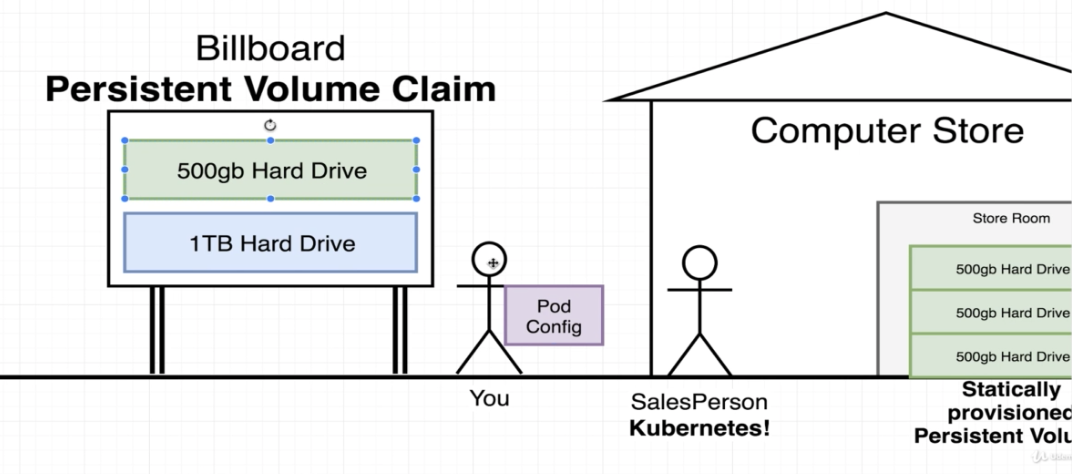 Billboard
Persistent Volume Claim
500gb Hard Drive
1TB Hard Drive
Pod
Config
You
SalesPerson
Kubernetes!
Computer Store
Store Room
500gb Hard Drive
500gb Hard Drive
500gb Hard Drive
Statically
provisioned
Persistent Volu